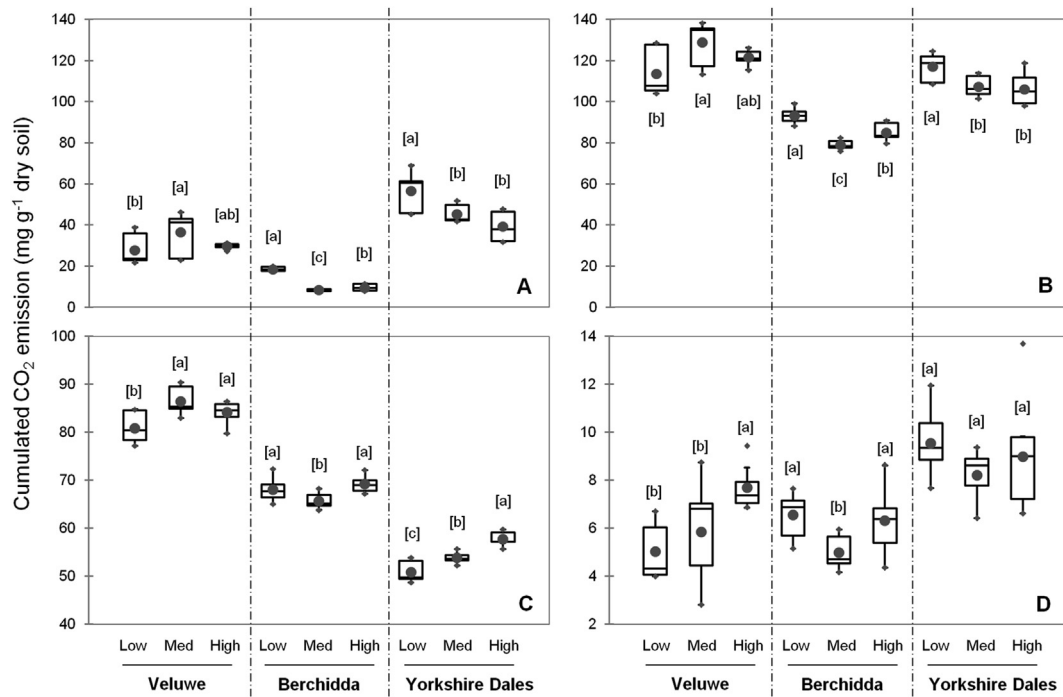 Cumulated CO2 emission (mg g-1 dry soil)
140
120
100
80
60
40
20
0
[b]
[a]
[ab]
[a]
[c]
[b]
[a]
[b]
[b]
A
140
120
100
80
60
40
20
0
[b]
[a]
[ab]
[a]
[c]
[b]
[a]
[b]
[b]
B
100
90
80
70
60
50
40
[b]
[a]
[a]
[a]
[b]
[a]
[c]
[b]
[a]
C
14
12
10
8
6
4
2
[b]
[b]
[a]
[a]
[b]
[a]
[a]
[a]
[a]
D
Low Med High Low Med High Low Med High
Veluwe Berchidda Yorkshire Dales
Low Med High Low Med High Low Med High
Veluwe Berchidda Yorkshire Dales